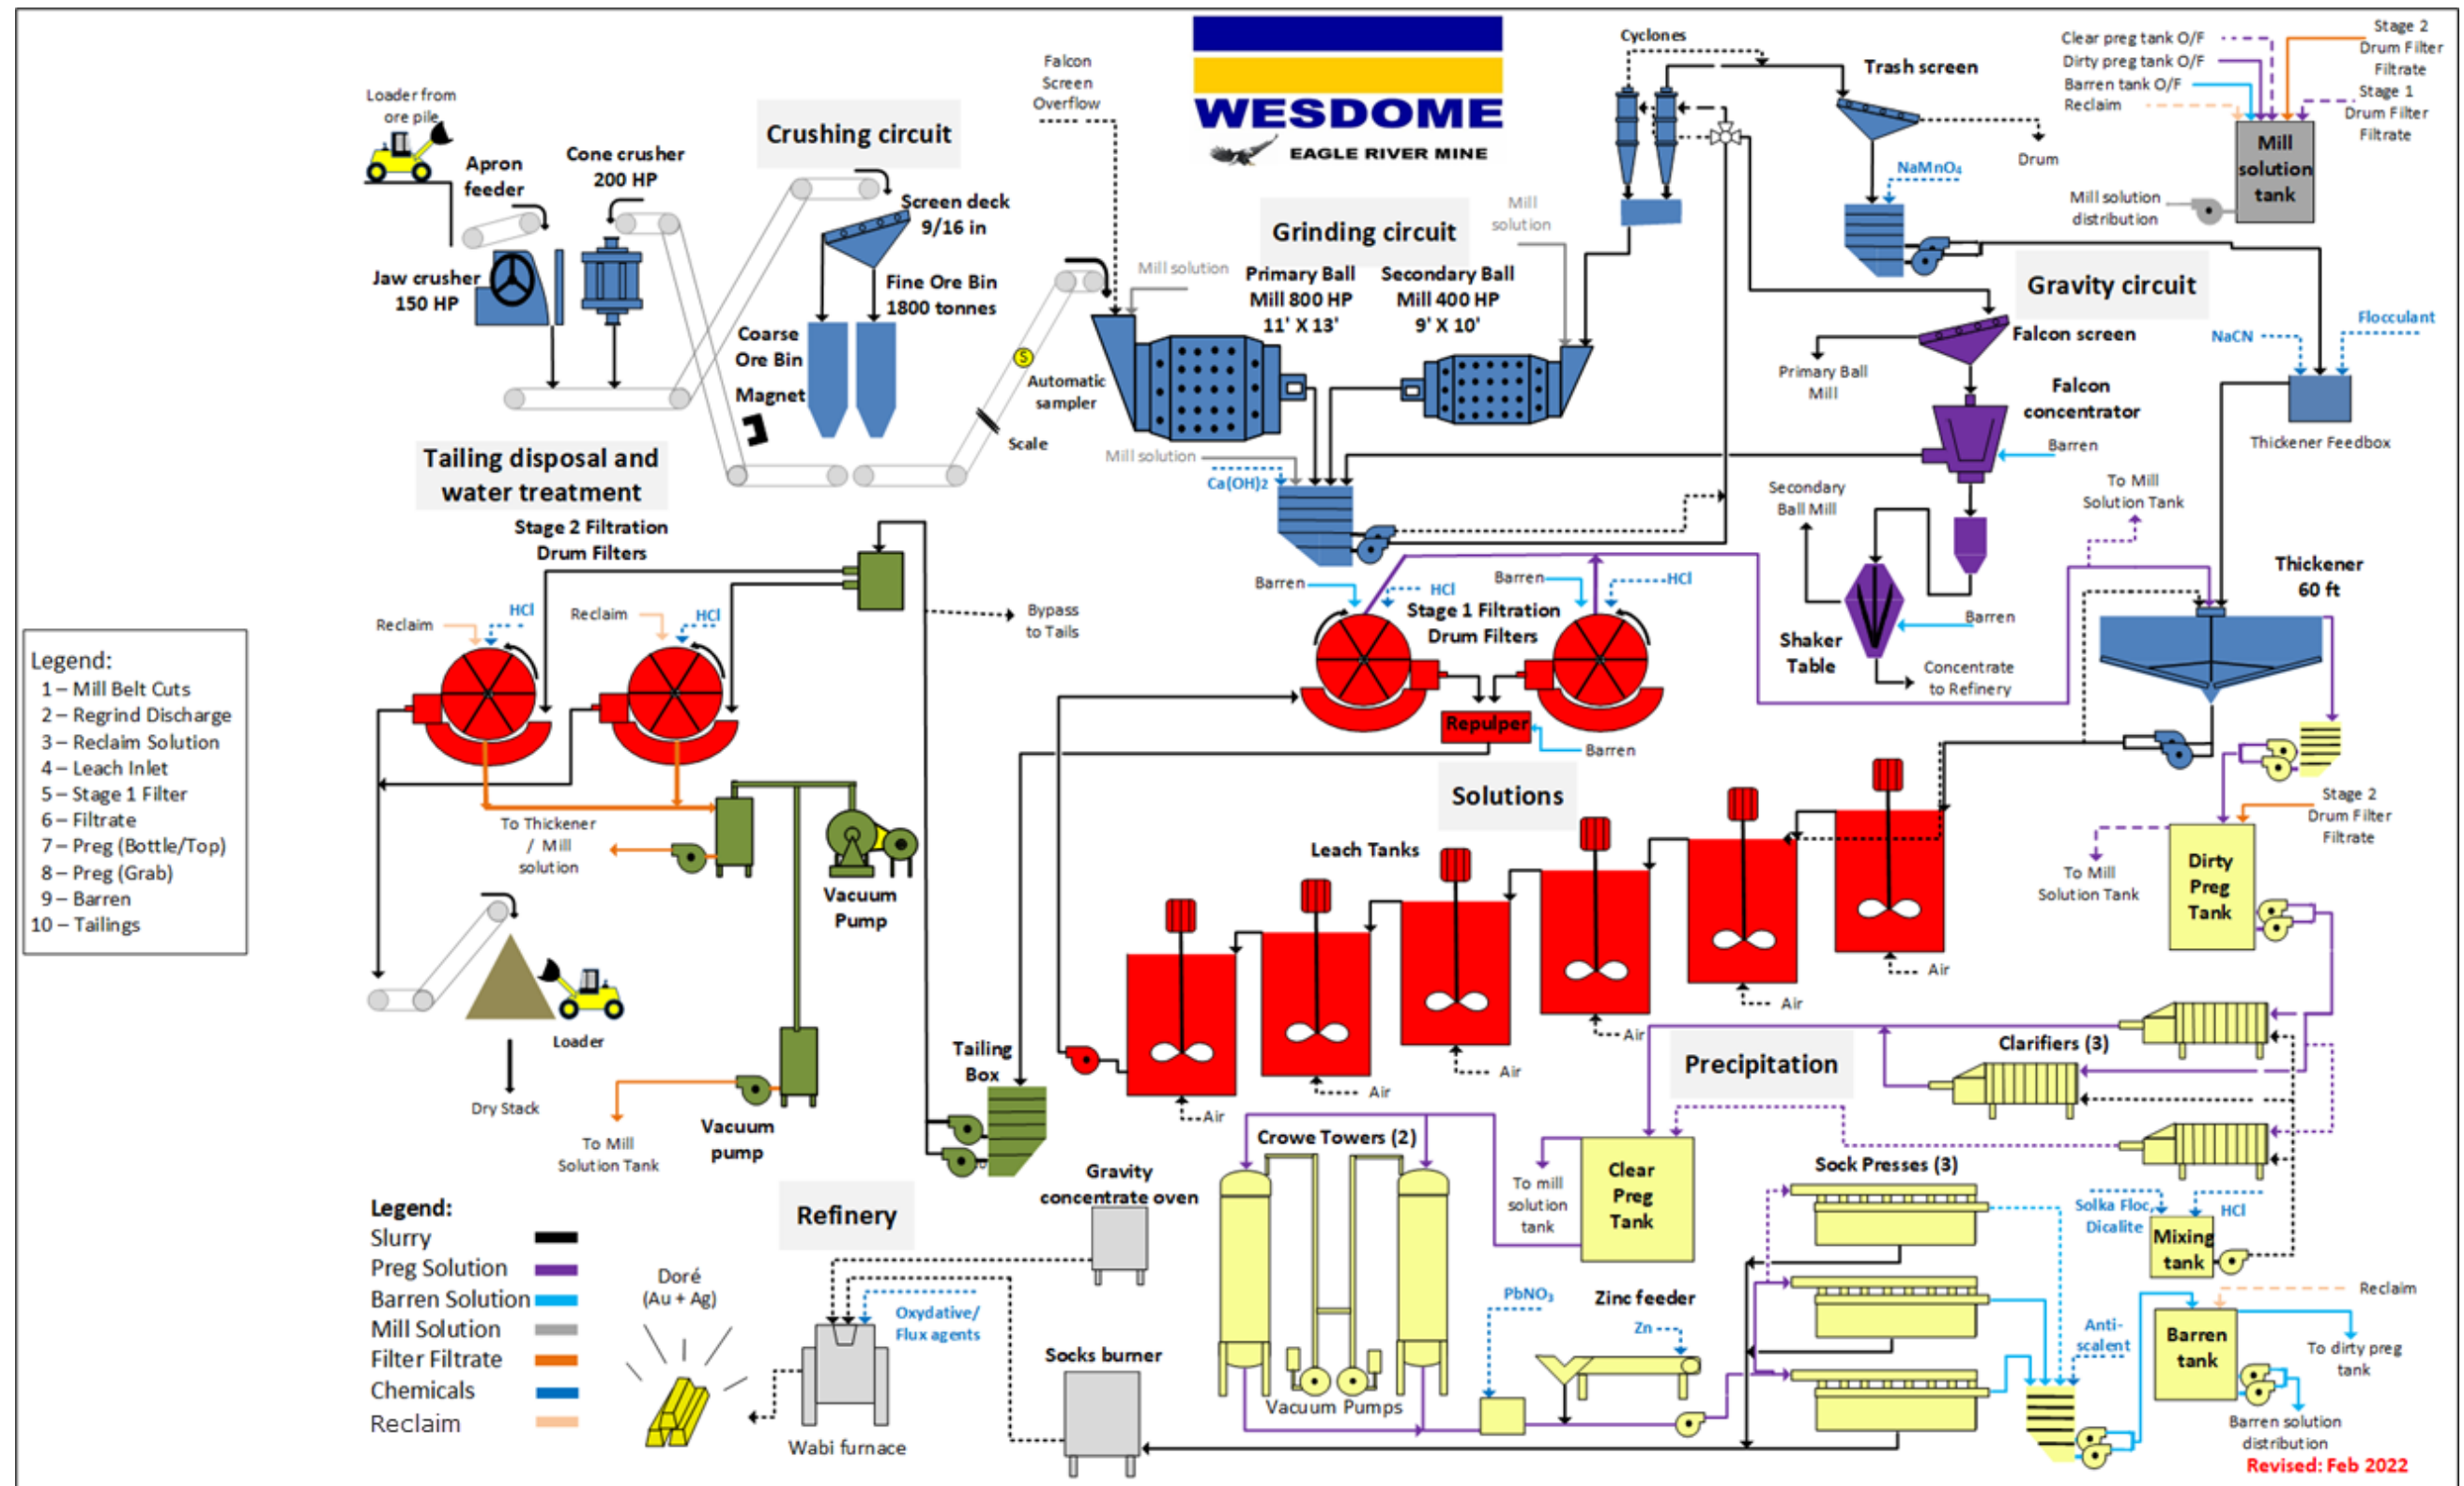 WESDOME
EAGLE RIVER MINE
Loader from
ore pile
Apron
feeder
Cone crusher
200 HP
Crushing circuit
Jaw crusher
150 HP
Screen deck
9/16 in
Fine Ore Bin
1800 tonnes
Coarse
Ore Bin
Magnet
S
Automatic
sampler
Scale
Falcon
Screen
Overflow
Mill solution
Grinding circuit
Primary Ball
Mill 800 HP
11' X 13'
Secondary Ball
Mill 400 HP
9' X 10'
Mill
solution
Mill solution
Ca(OH)2
Cyclones
Trash screen
Drum
NaMnO₄
Clear preg tank O/F
Dirty preg tank O/F
Barren tank O/F
Reclaim
Stage 2
Drum Filter
Filtrate
Stage 1
Drum Filter
Filtrate
Mill
solution
tank
Mill solution
distribution
Gravity circuit
Falcon screen
Primary Ball
Mill
Falcon
concentrator
Barren
NaCN
Flocculant
Thickener Feedbox
Secondary
Ball Mill
To Mill
Solution Tank
Shaker
Table
Barren
Concentrate
to Refinery
Thickener
60 ft
Tailing disposal and
water treatment
Stage 2 Filtration
Drum Filters
Reclaim
HCl
Reclaim
HCl
Bypass
to Tails
Barren
HCl
Barren
HCl
Stage 1 Filtration
Drum Filters
Repulper
Barren
Legend:
1 – Mill Belt Cuts
2 – Regrind Discharge
3 – Reclaim Solution
4 – Leach Inlet
5 – Stage 1 Filter
6 – Filtrate
7 – Preg (Bottle/Top)
8 – Preg (Grab)
9 – Barren
10 – Tailings
To Thickener
/ Mill
solution
Vacuum
Pump
Loader
Dry Stack
To Mill
Solution Tank
Vacuum
pump
Tailing
Box
Solutions
Leach Tanks
Air
Air
Air
Air
Air
Air
Stage 2
Drum Filter
Filtrate
To Mill
Solution Tank
Dirty
Preg
Tank
Precipitation
Clarifiers (3)
Crowe Towers (2)
Vacuum Pumps
To mill
solution
tank
Clear
Preg
Tank
Sock Presses (3)
Solka Floc,
Dicalite
HCl
Mixing
tank
PbNO₃
Zinc feeder
Zn
Anti-
scalent
Reclaim
Barren
tank
To dirty preg
tank
Barren solution
distribution
Revised: Feb 2022
Legend:
Slurry
Preg Solution
Barren Solution
Mill Solution
Filter Filtrate
Chemicals
Reclaim
Refinery
Gravity
concentrate oven
Doré
(Au + Ag)
Oxydative/
Flux agents
Wabi furnace
Socks burner